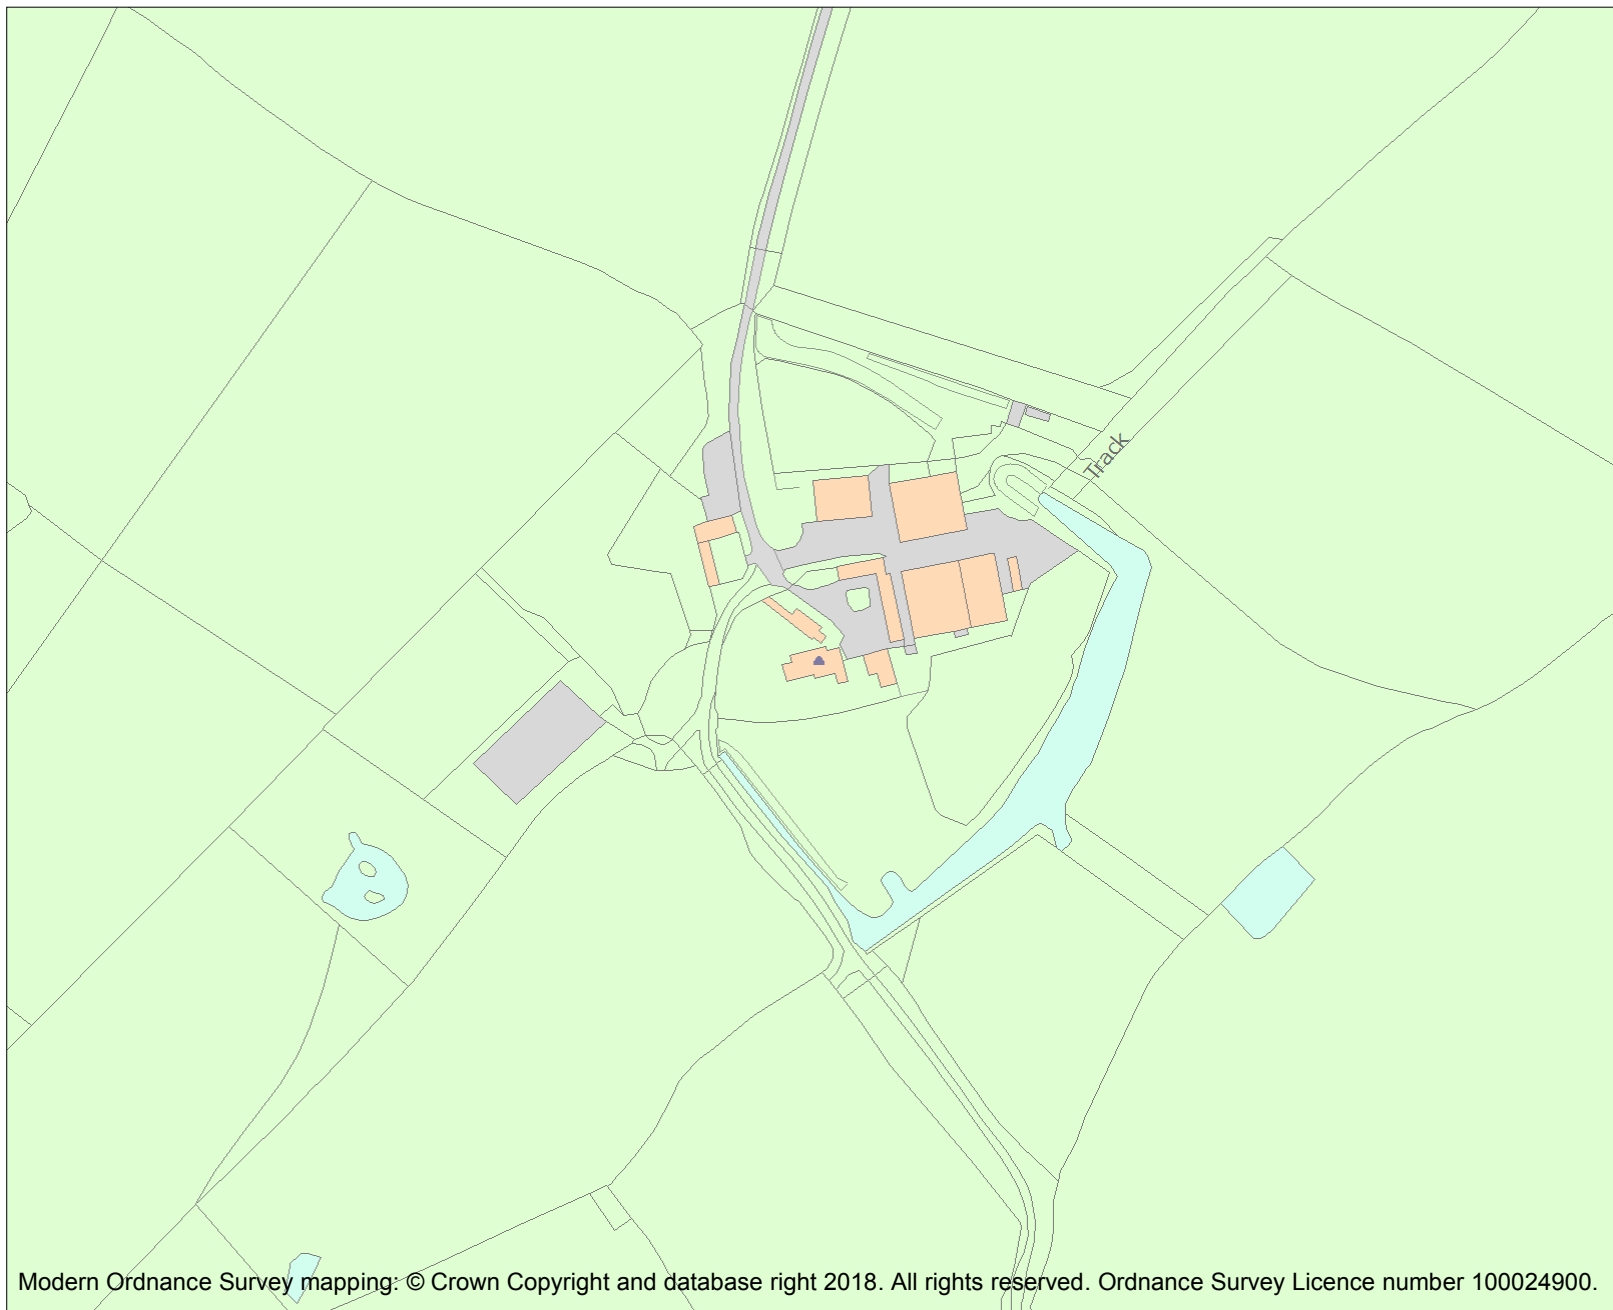 Track
Modern Ordnance Survey mapping: © Crown Copyright and database right 2018. All rights reserved. Ordnance Survey Licence number 100024900.